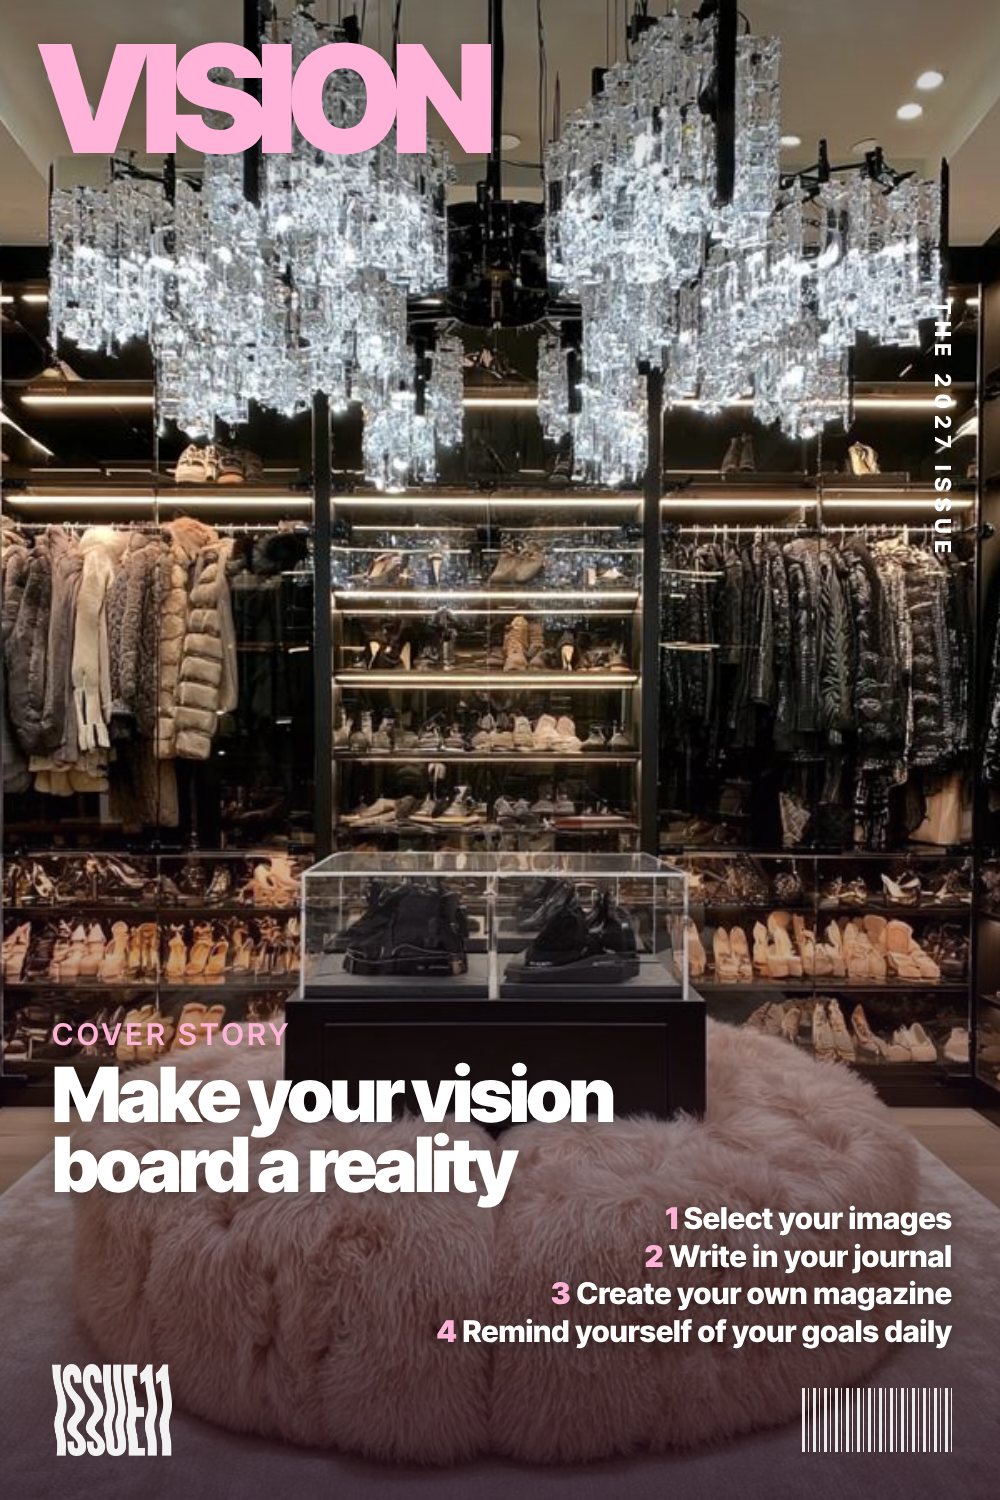 VISION
THE 2027 ISSUE
COVER STORY
Make your vision
board a reality
1 Select your images
2 Write in your journal
3 Create your own magazine
4 Remind yourself of your goals daily
ISSUE11